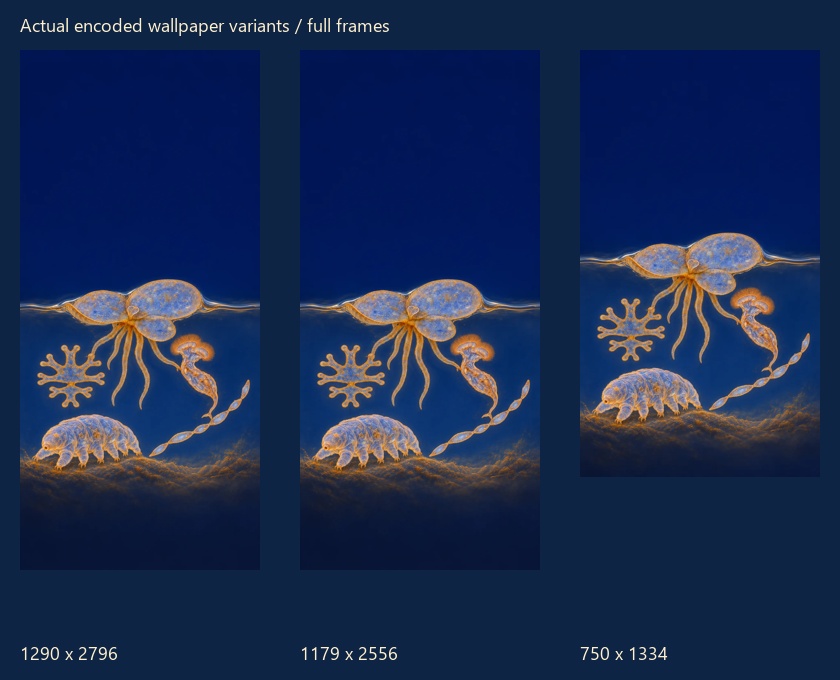 Actual encoded wallpaper variants / full frames
1290 x 2796
1179 x 2556
750 x 1334